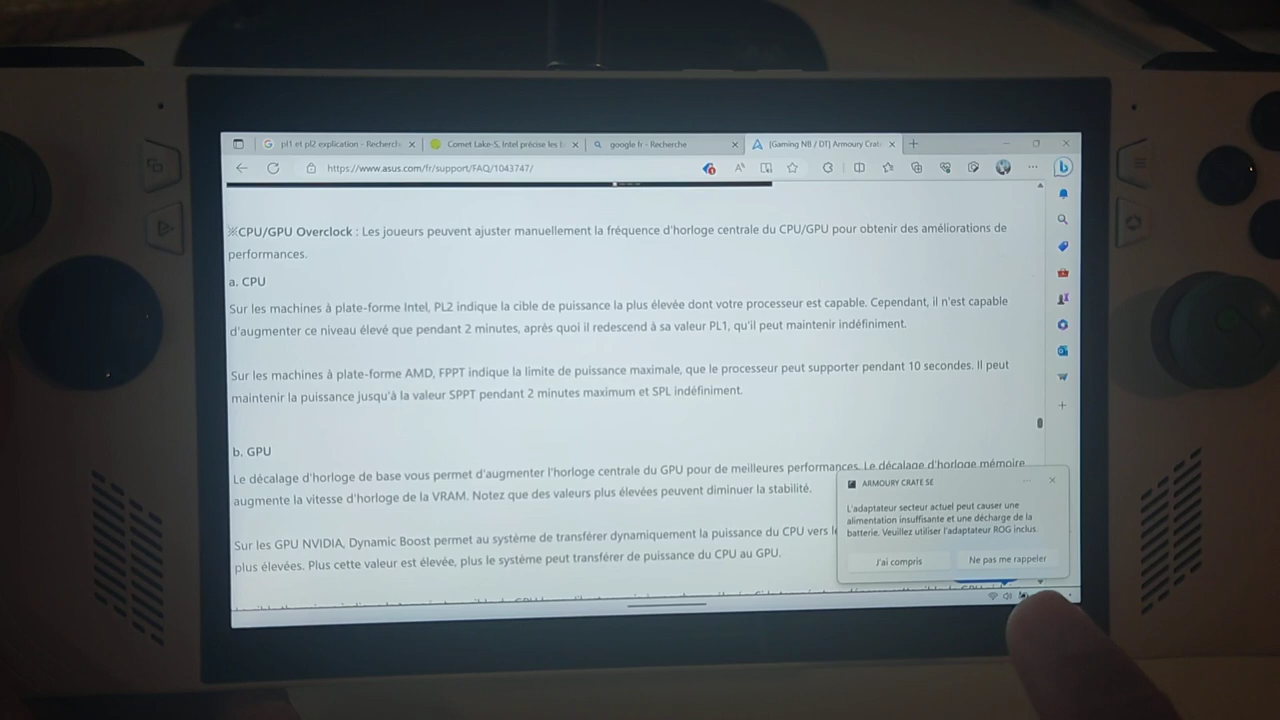 pl1 et pl2 explication - Recherch
Comet Lake-S, Intel précise les
google fr - Recherche
[Gaming NB / DT] Armoury Crat
https://www.asus.com/fr/support/FAQ/1043747/
※CPU/GPU Overclock : Les joueurs peuvent ajuster manuellement la fréquence d'horloge centrale du CPU/GPU pour obtenir des améliorations de
performances.
a. CPU
Sur les machines à plate-forme Intel, PL2 indique la cible de puissance la plus élevée dont votre processeur est capable. Cependant, il n'est capable
d'augmenter ce niveau élevé que pendant 2 minutes, après quoi il redescend à sa valeur PL1, qu'il peut maintenir indéfiniment.
Sur les machines à plate-forme AMD, FPPT indique la limite de puissance maximale, que le processeur peut supporter pendant 10 secondes. Il peut
maintenir la puissance jusqu'à la valeur SPPT pendant 2 minutes maximum et SPL indéfiniment.
b. GPU
Le décalage d'horloge de base vous permet d'augmenter l'horloge centrale du GPU pour de meilleures performances. Le décalage d'horloge mémoire
augmente la vitesse d'horloge de la VRAM. Notez que des valeurs plus élevées peuvent diminuer la stabilité.
Sur les GPU NVIDIA, Dynamic Boost permet au système de transférer dynamiquement la puissance du CPU vers
plus élevées. Plus cette valeur est élevée, plus le système peut transférer de puissance du CPU au GPU.
ARMOURY CRATE SE
L'adaptateur secteur actuel peut causer une
alimentation insuffisante et une décharge de la
batterie. Veuillez utiliser l'adaptateur ROG inclus.
J'ai compris
Ne pas me rappeler